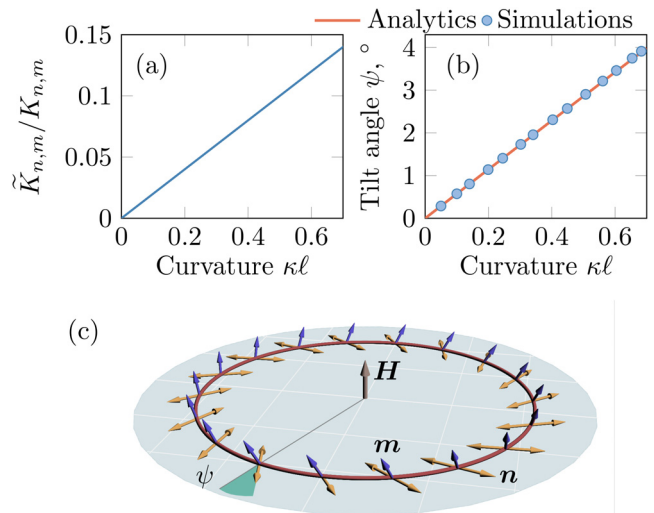 Analytics Simulations
(a)
K̃n,m/Kn,m
0.15
0.1
0.05
0
0 0.2 0.4 0.6
Curvature κℓ
(b)
Tilt angle ψ, °
4
3
2
1
0
0 0.2 0.4 0.6
Curvature κℓ
(c)
H
m
n
ψ